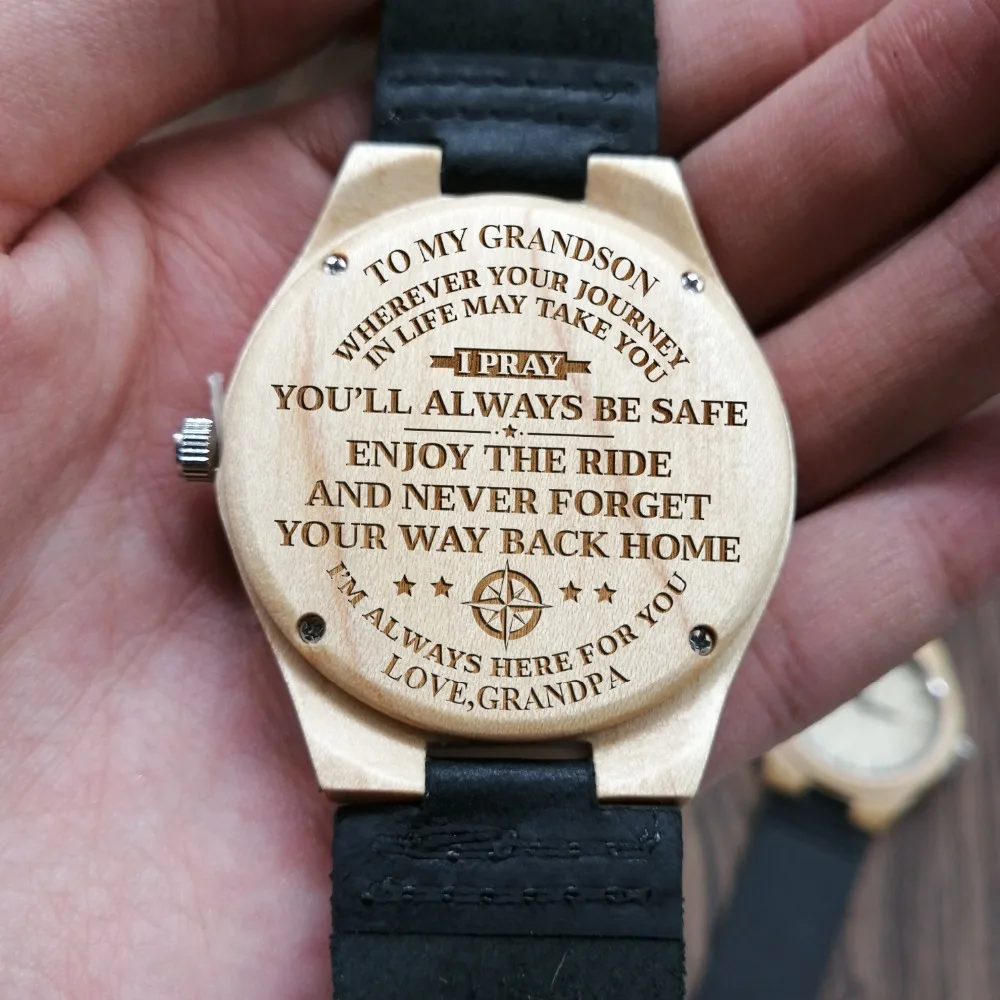 TO MY GRANDSON
WHEREVER YOUR JOURNEY
IN LIFE MAY TAKE YOU
I PRAY
YOU'LL ALWAYS BE SAFE
ENJOY THE RIDE
AND NEVER FORGET
YOUR WAY BACK HOME
I'M ALWAYS HERE FOR YOU
LOVE,GRANDPA